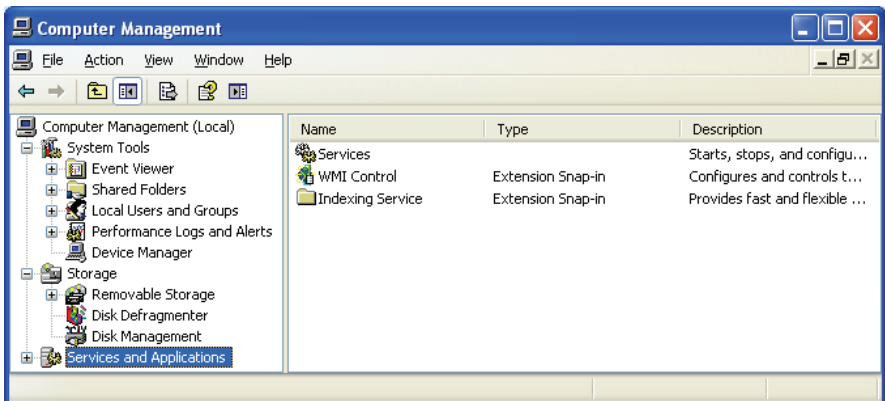 Computer Management
File Action View Window Help
Computer Management (Local)
System Tools
Event Viewer
Shared Folders
Local Users and Groups
Performance Logs and Alerts
Device Manager
Storage
Removable Storage
Disk Defragmenter
Disk Management
Services and Applications
Name Type Description
Services Starts, stops, and configu...
WMI Control Extension Snap-in Configures and controls t...
Indexing Service Extension Snap-in Provides fast and flexible ...